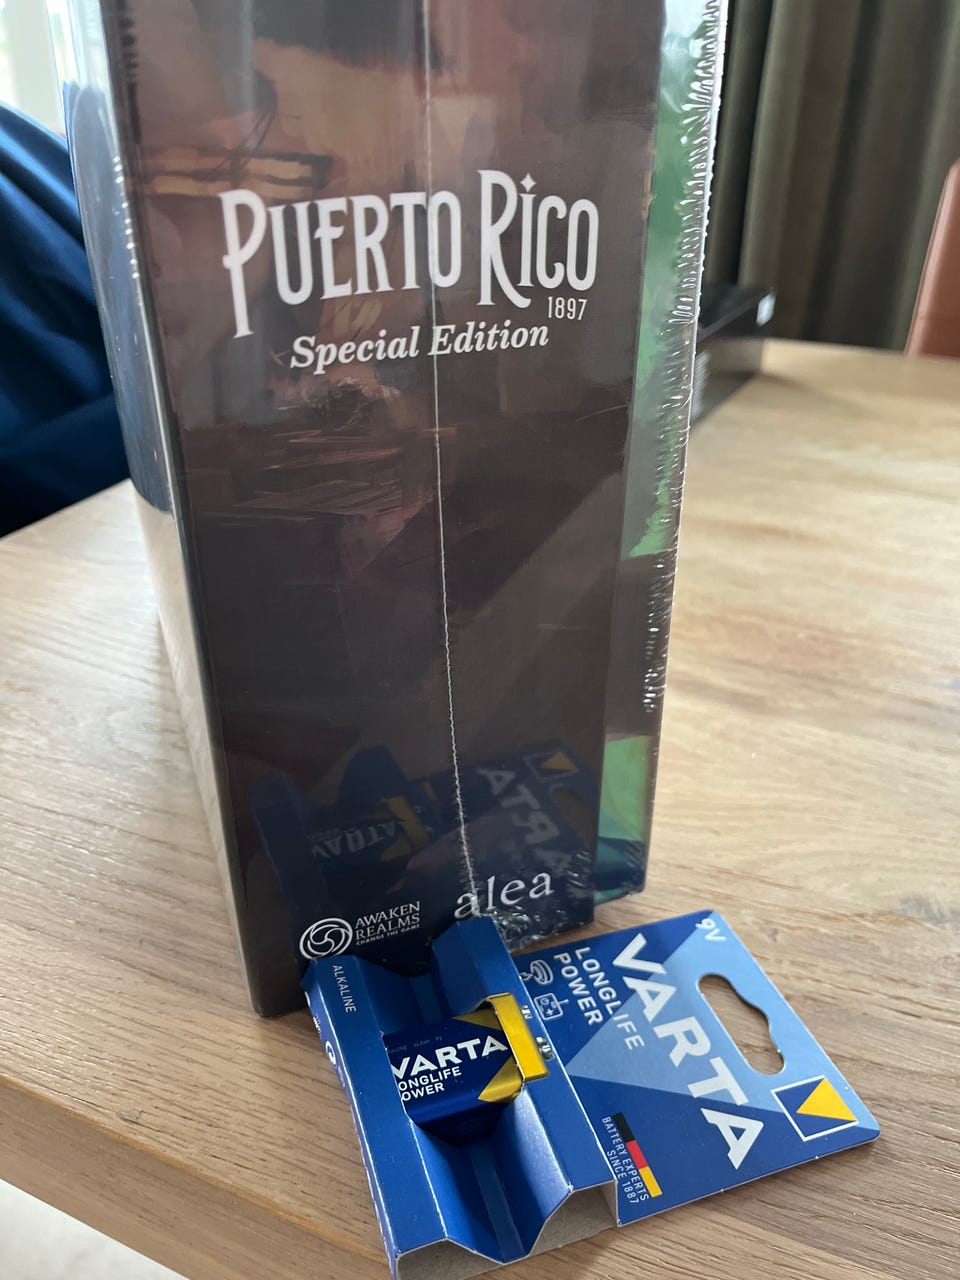 PUERTO RICO
1897
Special Edition
AWAKEN
REALMS
CHANGE THE GAME
alea
ALKALINE
VARTA
LONGLIFE
POWER
9V
VARTA
LONGLIFE
POWER
BATTERY EXPERTS
SINCE 1887